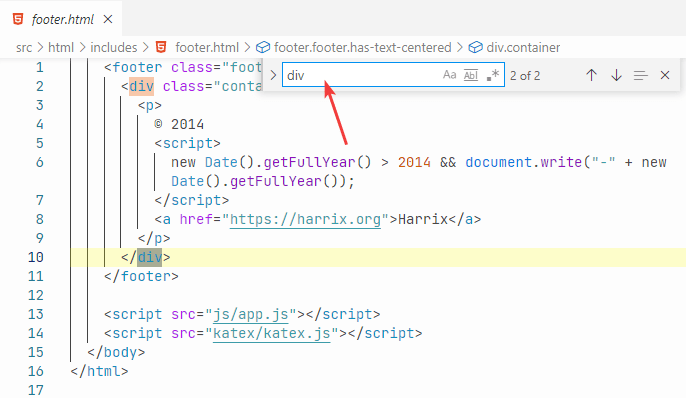 footer.html
src > html > includes > footer.html > footer.footer.has-text-centered > div.container
div Aa Abl .* 2 of 2
1 <footer class="foot
2 <div class="conta
3 <p>
4 © 2014
5 <script>
6 new Date().getFullYear() > 2014 && document.write("-" + new
Date().getFullYear());
7 </script>
8 <a href="https://harrix.org">Harrix</a>
9 </p>
10 </div>
11 </footer>
12
13 <script src="js/app.js"></script>
14 <script src="katex/katex.js"></script>
15 </body>
16 </html>
17